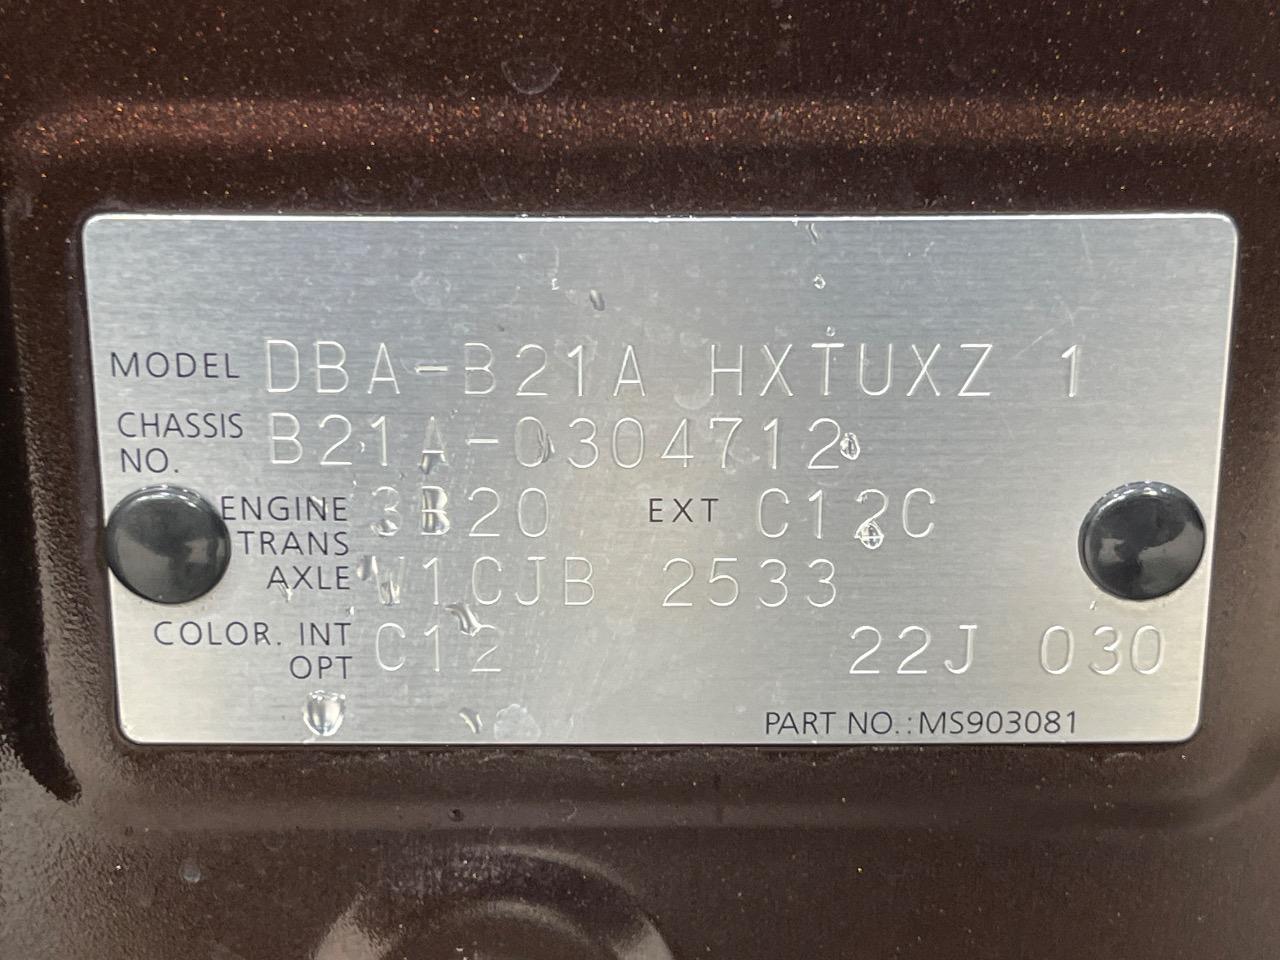 MODEL DBA-B21A HXTUXZ 1
CHASSIS NO. B21A-0304712
ENGINE 3B20 EXT C12C
TRANS AXLE W1CJB 2533
COLOR. INT OPT C12 22J 030
PART NO.:MS903081